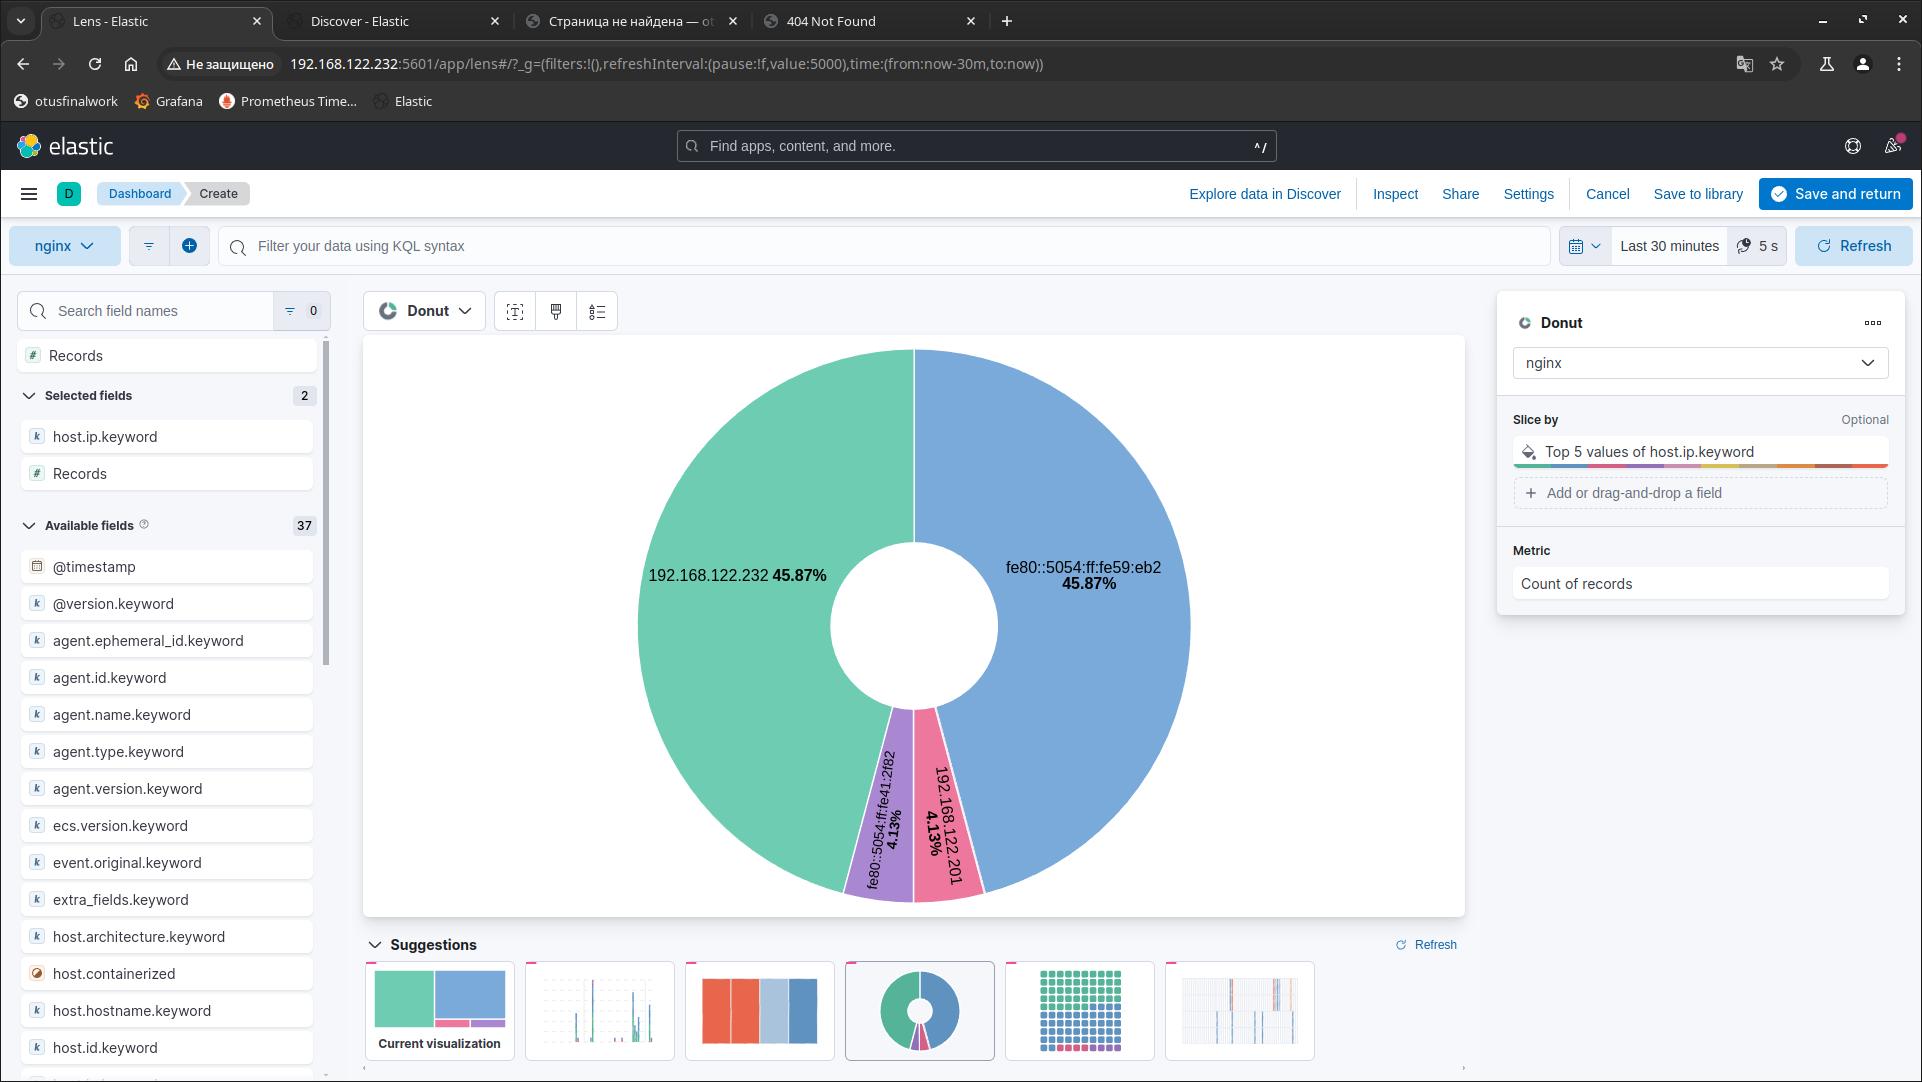 Lens - Elastic
Discover - Elastic
Страница не найдена — ot
404 Not Found
Не защищено
192.168.122.232:5601/app/lens#/?_g=(filters:!(),refreshInterval:(pause:!f,value:5000),time:(from:now-30m,to:now))
otusfinalwork
Grafana
Prometheus Time...
Elastic
elastic
Find apps, content, and more.
^/
D
Dashboard
Create
Explore data in Discover
Inspect
Share
Settings
Cancel
Save to library
Save and return
nginx
Filter your data using KQL syntax
Last 30 minutes
5 s
Refresh
Search field names
0
Records
Selected fields
2
host.ip.keyword
Records
Available fields
37
@timestamp
@version.keyword
agent.ephemeral_id.keyword
agent.id.keyword
agent.name.keyword
agent.type.keyword
agent.version.keyword
ecs.version.keyword
event.original.keyword
extra_fields.keyword
host.architecture.keyword
host.containerized
host.hostname.keyword
host.id.keyword
Donut
192.168.122.232 45.87%
fe80::5054:ff:fe59:eb2
45.87%
fe80::5054:ff:fe41:2f82
4.13%
192.168.122.201
4.13%
Suggestions
Refresh
Current visualization
Donut
nginx
Slice by
Optional
Top 5 values of host.ip.keyword
Add or drag-and-drop a field
Metric
Count of records